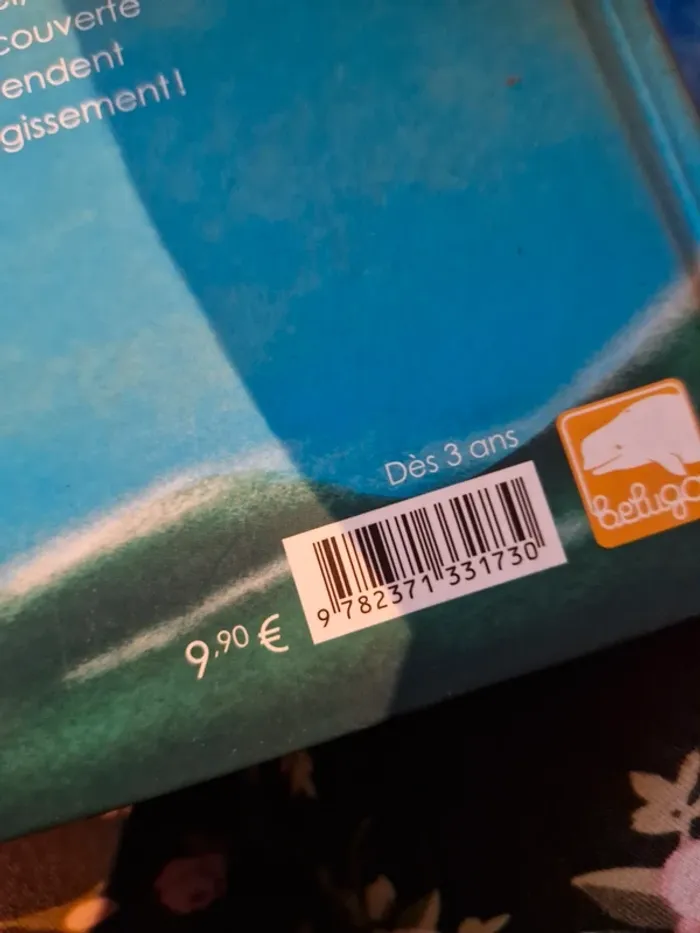 couverte
endent
gissement !
Dès 3 ans
beluga
9 782371 331730
9,90 €